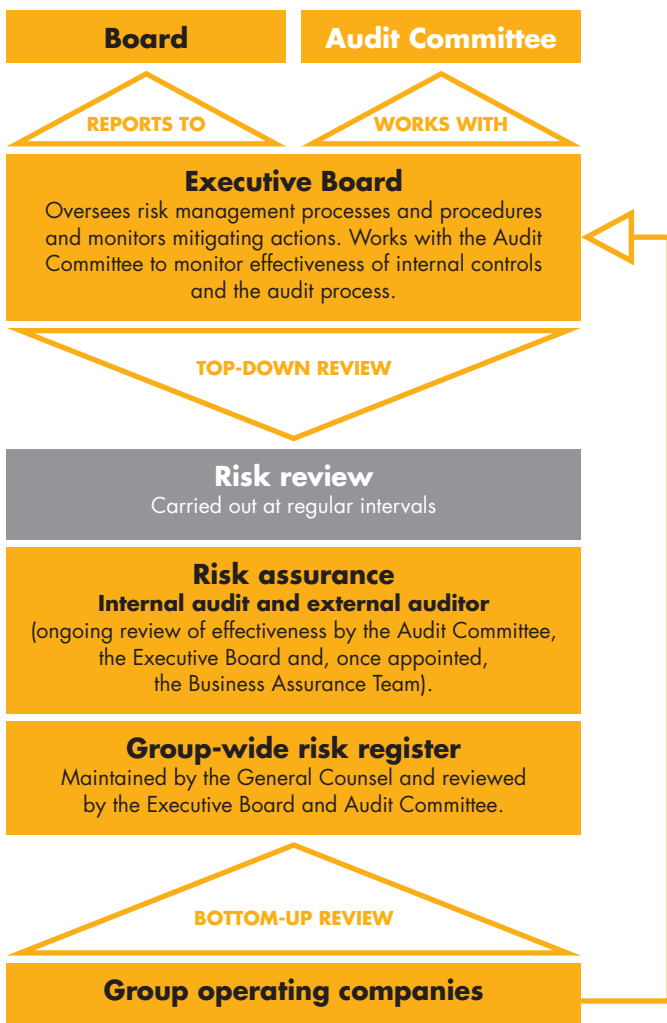 Board
Audit Committee
REPORTS TO
WORKS WITH
Executive Board
Oversees risk management processes and procedures
and monitors mitigating actions. Works with the Audit
Committee to monitor effectiveness of internal controls
and the audit process.
TOP-DOWN REVIEW
Risk review
Carried out at regular intervals
Risk assurance
Internal audit and external auditor
(ongoing review of effectiveness by the Audit Committee,
the Executive Board and, once appointed,
the Business Assurance Team).
Group-wide risk register
Maintained by the General Counsel and reviewed
by the Executive Board and Audit Committee.
BOTTOM-UP REVIEW
Group operating companies